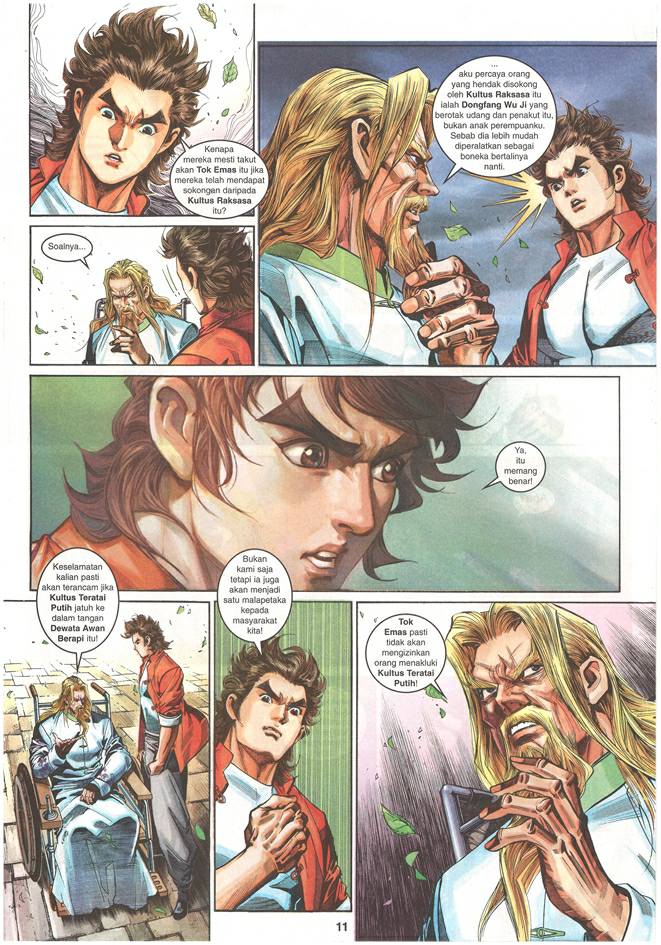 Kenapa
mereka mesti takut
akan Tok Emas itu jika
mereka telah mendapat
sokongan daripada
Kultus Raksasa
itu?
Soalnya...
...
aku percaya orang
yang hendak disokong
oleh Kultus Raksasa itu
ialah Dongfang Wu Ji yang
berotak udang dan penakut itu,
bukan anak perempuanku.
Sebab dia lebih mudah
diperalatkan sebagai
boneka bertalinya
nanti.
Ya,
itu
memang
benar!
Keselamatan
kalian pasti
akan terancam jika
Kultus Teratai
Putih jatuh ke
dalam tangan
Dewata Awan
Berapi itu!
Bukan
kami saja
tetapi ia juga
akan menjadi
satu malapetaka
kepada
masyarakat
kita!
Tok
Emas pasti
tidak akan
mengizinkan
orang menakluki
Kultus Teratai
Putih!
11